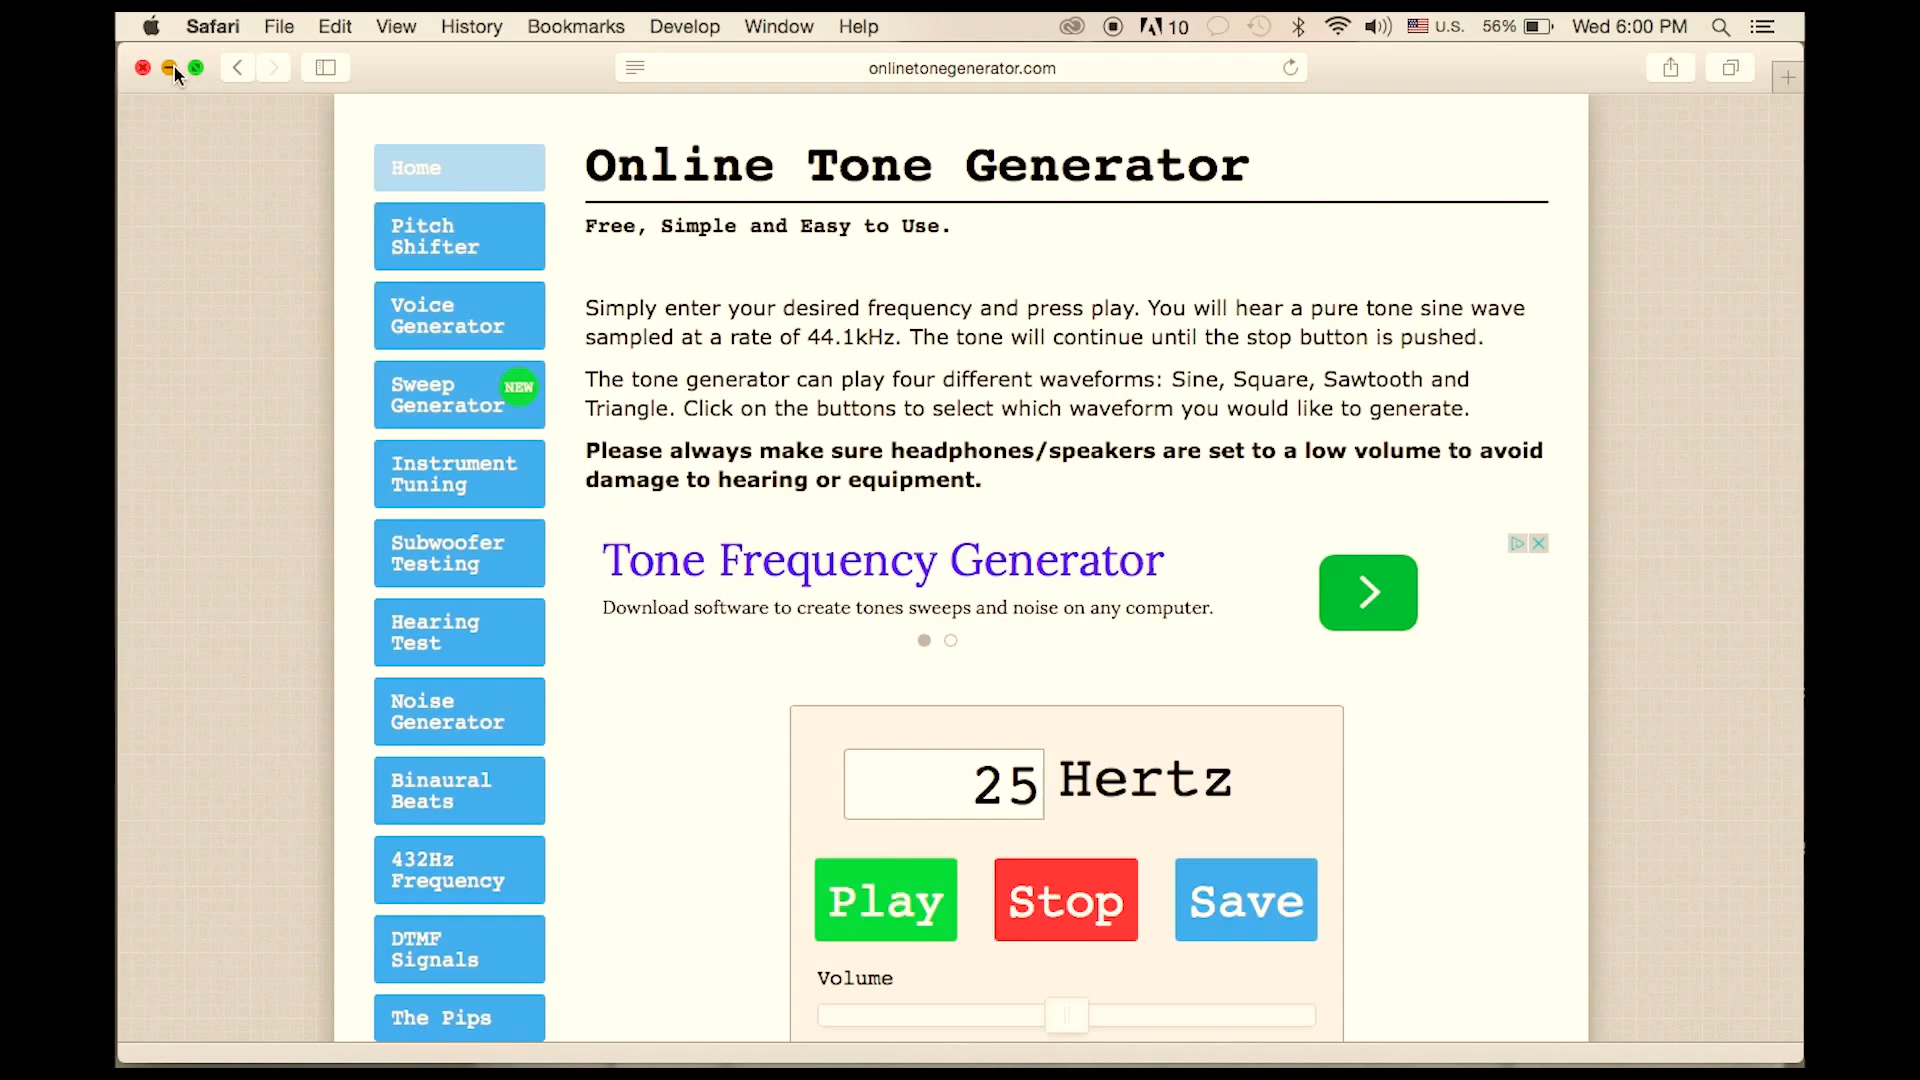 Safari File Edit View History Bookmarks Develop Window Help 10 U.S. 56% Wed 6:00 PM
onlinetonegenerator.com
Home
Pitch
Shifter
Voice
Generator
Sweep
Generator
NEW
Instrument
Tuning
Subwoofer
Testing
Hearing
Test
Noise
Generator
Binaural
Beats
432Hz
Frequency
DTMF
Signals
The Pips
Online Tone Generator
Free, Simple and Easy to Use.
Simply enter your desired frequency and press play. You will hear a pure tone sine wave
sampled at a rate of 44.1kHz. The tone will continue until the stop button is pushed.
The tone generator can play four different waveforms: Sine, Square, Sawtooth and
Triangle. Click on the buttons to select which waveform you would like to generate.
Please always make sure headphones/speakers are set to a low volume to avoid
damage to hearing or equipment.
Tone Frequency Generator
Download software to create tones sweeps and noise on any computer.
25 Hertz
Play Stop Save
Volume